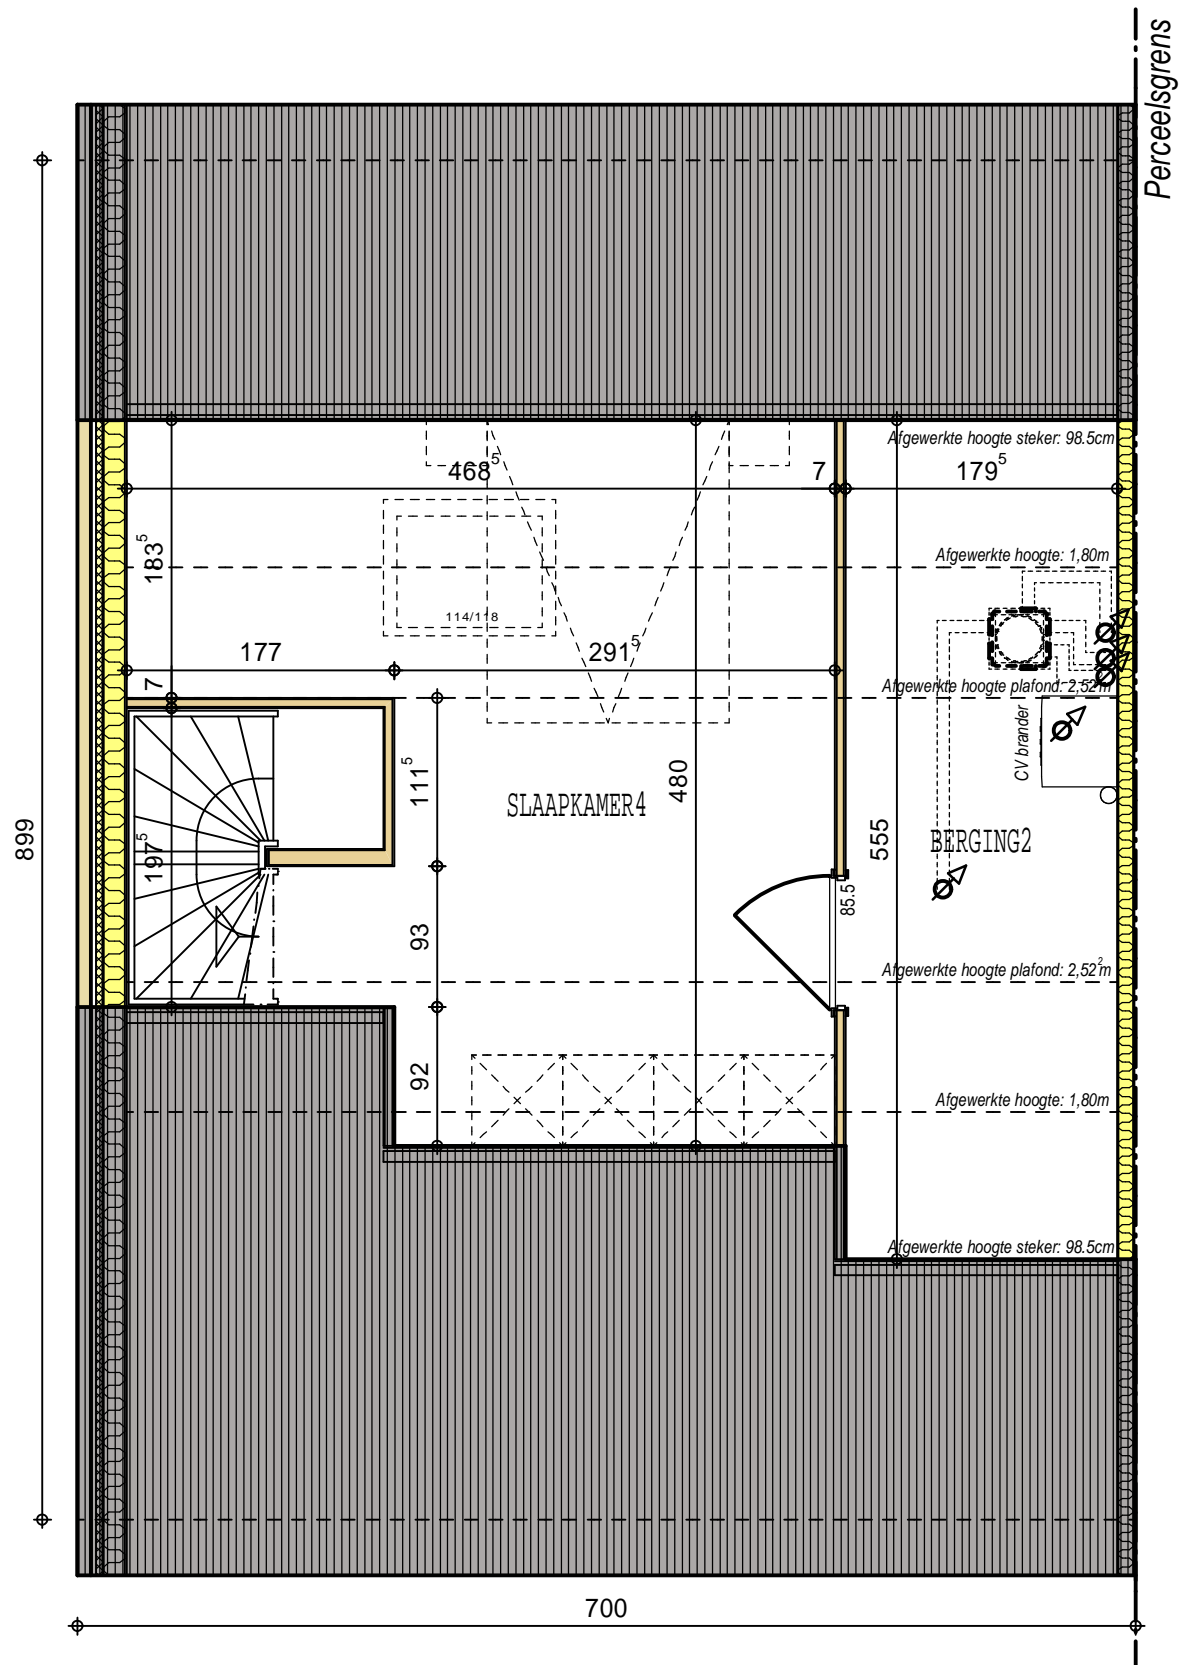 Perceelsgrens
Afgewerkte hoogte steker: 98.5cm
468⁵
7
179⁵
183⁵
Afgewerkte hoogte: 1,80m
114/118
177
291⁵
7
Afgewerkte hoogte plafond: 2,52²m
CV brander
111⁵
480
SLAAPKAMER4
899
197⁵
555
BERGING2
85.5
93
Afgewerkte hoogte plafond: 2,52²m
92
Afgewerkte hoogte: 1,80m
Afgewerkte hoogte steker: 98.5cm
700